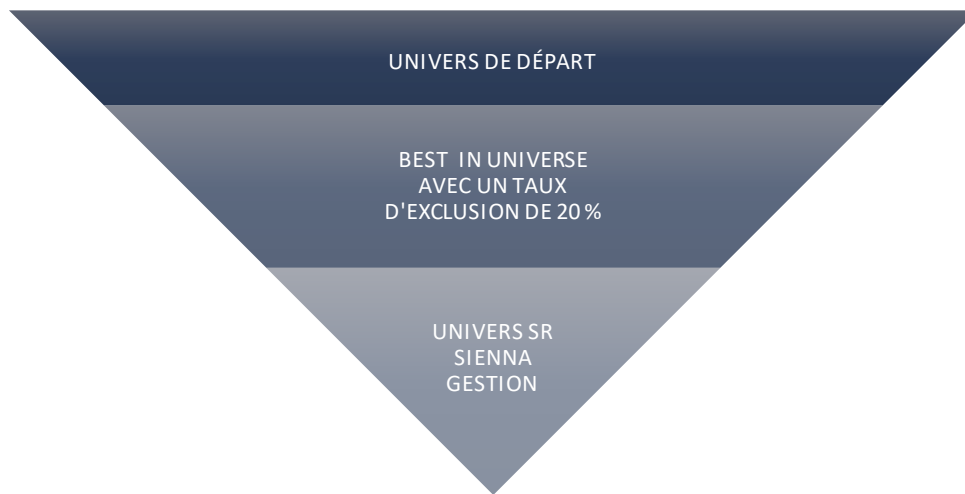 UNIVERS DE DÉPART
BEST IN UNIVERSE
AVEC UN TAUX
D'EXCLUSION DE 20 %
UNIVERS SR
SIENNA
GESTION